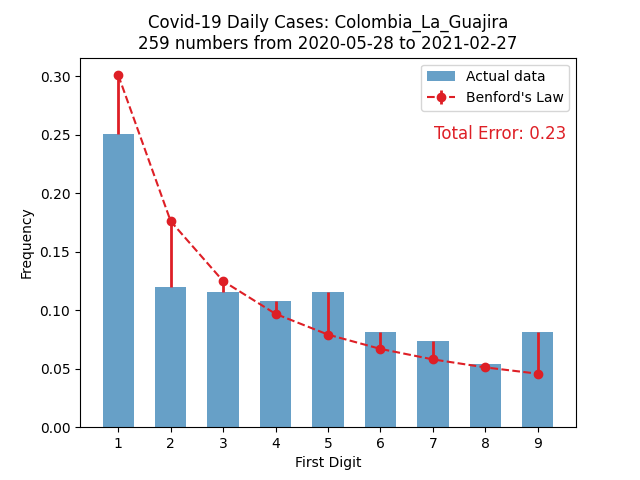 Covid-19 Daily Cases: Colombia_La_Guajira
259 numbers from 2020-05-28 to 2021-02-27
Actual data
Benford's Law
Total Error: 0.23
Frequency
0.30
0.25
0.20
0.15
0.10
0.05
0.00
1 2 3 4 5 6 7 8 9
First Digit